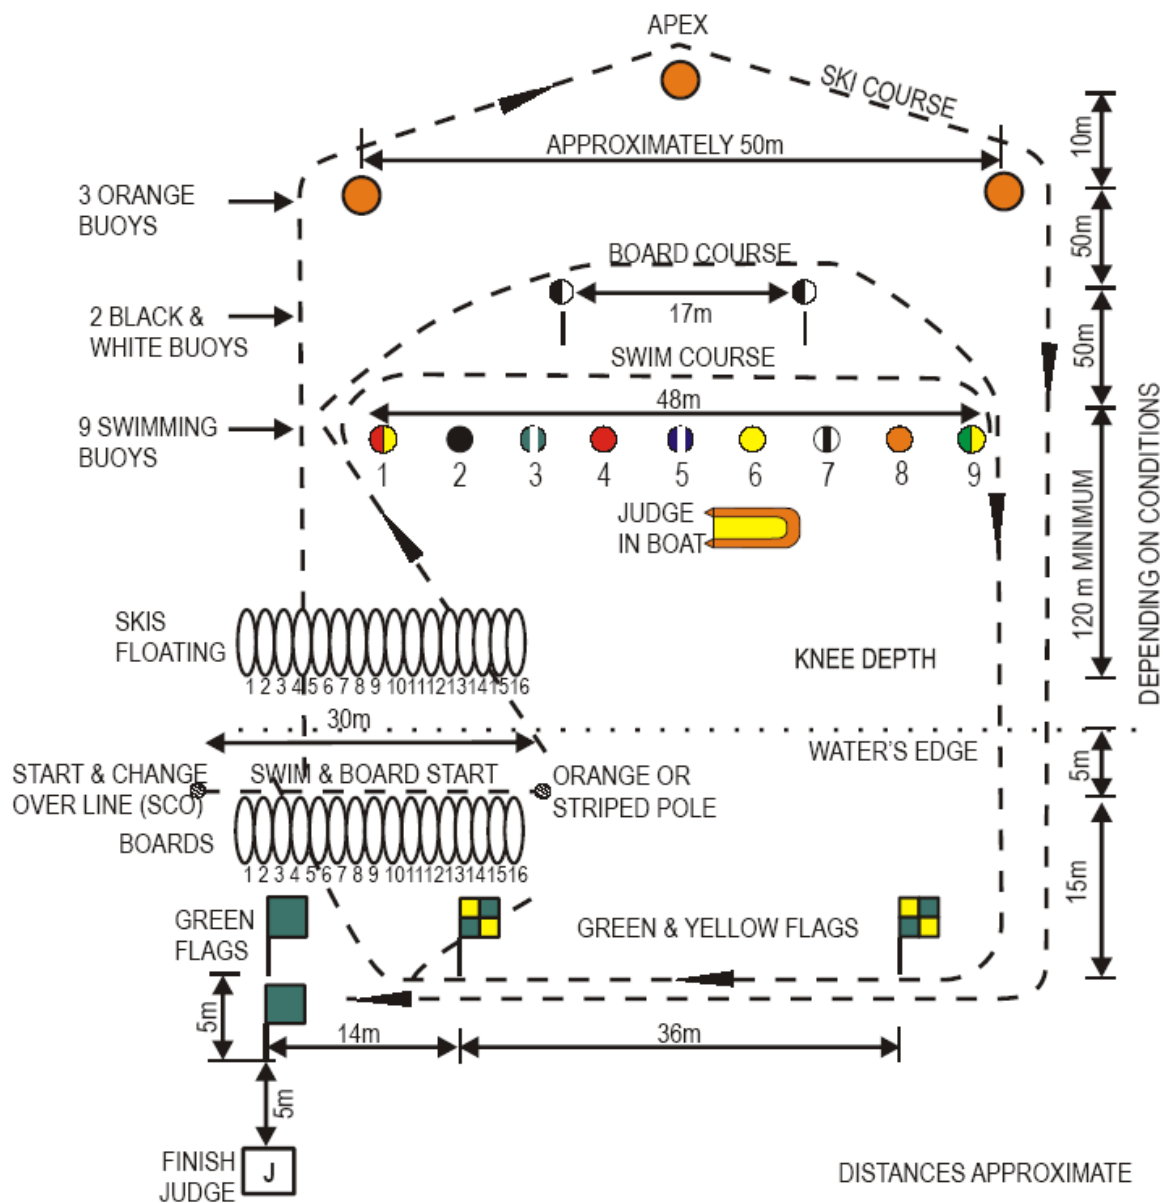 APEX
SKI COURSE
APPROXIMATELY 50m
10m
3 ORANGE
BUOYS
50m
BOARD COURSE
17m
2 BLACK &
WHITE BUOYS
50m
SWIM COURSE
48m
9 SWIMMING
BUOYS
1 2 3 4 5 6 7 8 9
JUDGE
IN BOAT
120 m MINIMUM
DEPENDING ON CONDITIONS
SKIS
FLOATING
KNEE DEPTH
1 2 3 4 5 6 7 8 9 10 11 12 13 14 15 16
30m
WATER'S EDGE
5m
START & CHANGE
OVER LINE (SCO)
SWIM & BOARD START
ORANGE OR
STRIPED POLE
BOARDS
1 2 3 4 5 6 7 8 9 10 11 12 13 14 15 16
15m
GREEN
FLAGS
GREEN & YELLOW FLAGS
5m
14m
36m
5m
FINISH
JUDGE
J
DISTANCES APPROXIMATE